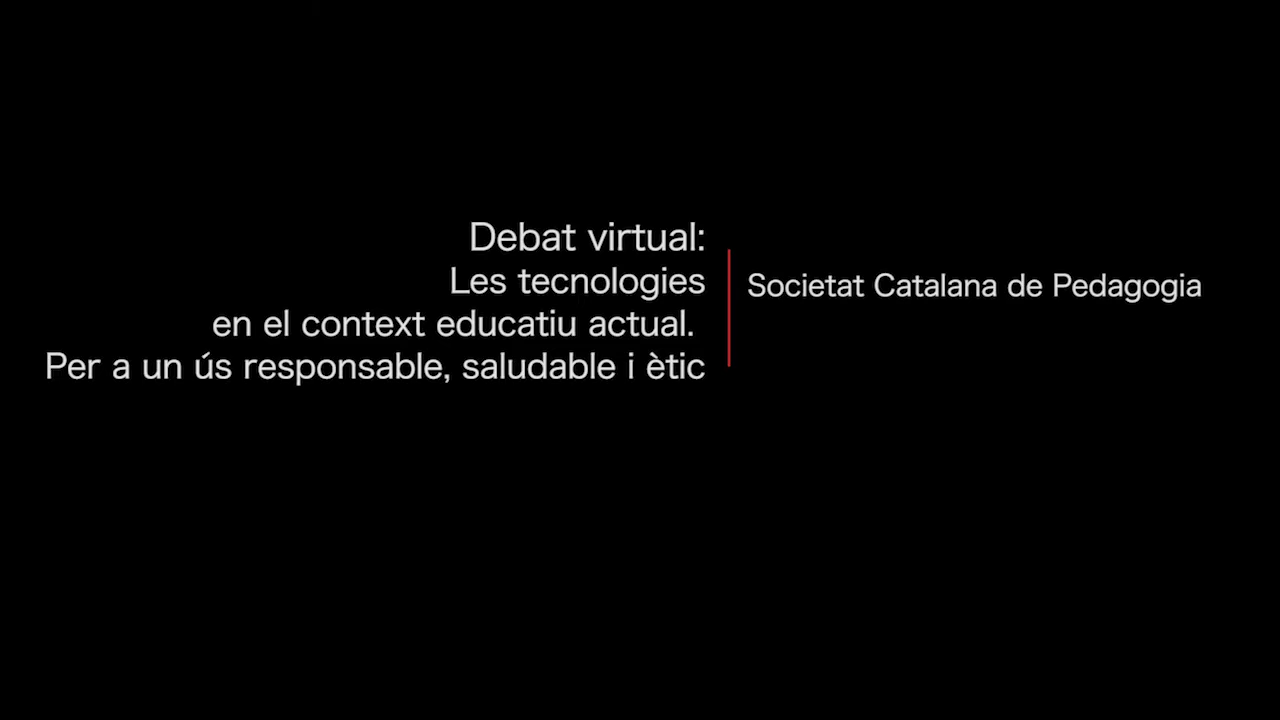 Debat virtual:
Les tecnologies
en el context educatiu actual.
Per a un ús responsable, saludable i ètic
Societat Catalana de Pedagogia